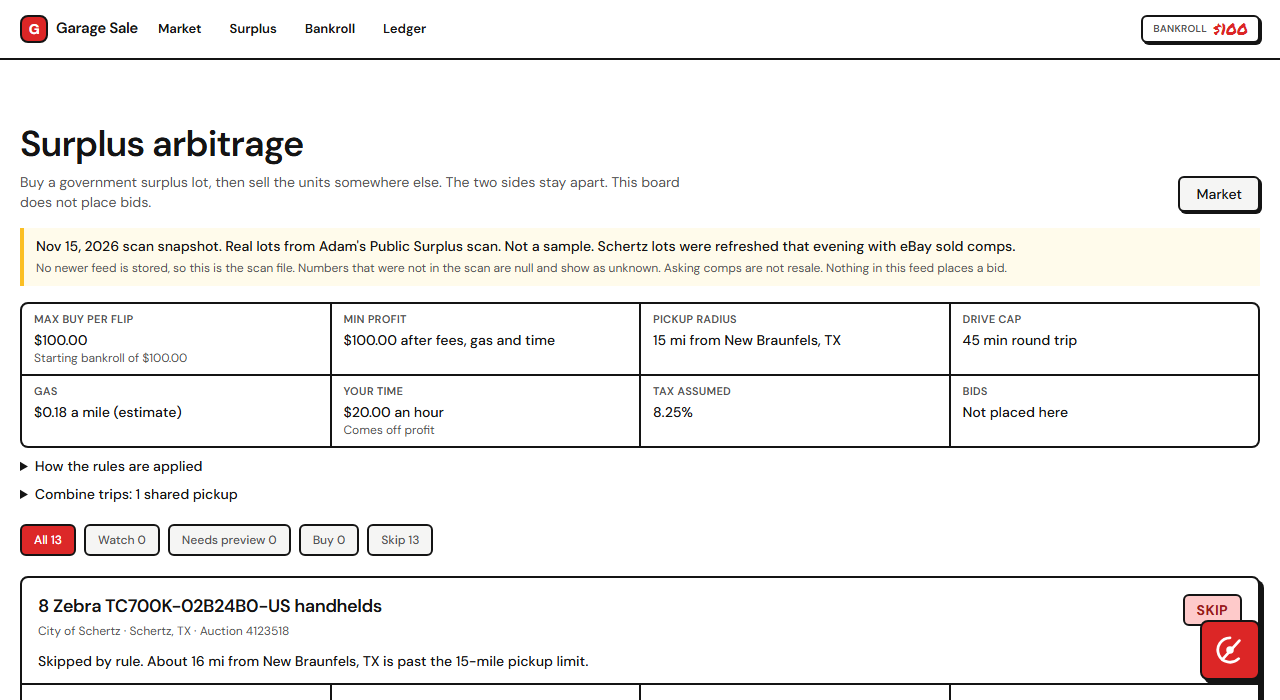 G Garage Sale Market Surplus Bankroll Ledger BANKROLL $100
Surplus arbitrage
Buy a government surplus lot, then sell the units somewhere else. The two sides stay apart. This board
does not place bids.
Market
Nov 15, 2026 scan snapshot. Real lots from Adam's Public Surplus scan. Not a sample. Schertz lots were refreshed that evening with eBay sold comps.
No newer feed is stored, so this is the scan file. Numbers that were not in the scan are null and show as unknown. Asking comps are not resale. Nothing in this feed places a bid.
MAX BUY PER FLIP
$100.00
Starting bankroll of $100.00
MIN PROFIT
$100.00 after fees, gas and time
PICKUP RADIUS
15 mi from New Braunfels, TX
DRIVE CAP
45 min round trip
GAS
$0.18 a mile (estimate)
YOUR TIME
$20.00 an hour
Comes off profit
TAX ASSUMED
8.25%
BIDS
Not placed here
How the rules are applied
Combine trips: 1 shared pickup
All 13 Watch 0 Needs preview 0 Buy 0 Skip 13
8 Zebra TC700K-02B24B0-US handhelds
SKIP
City of Schertz · Schertz, TX · Auction 4123518
Skipped by rule. About 16 mi from New Braunfels, TX is past the 15-mile pickup limit.